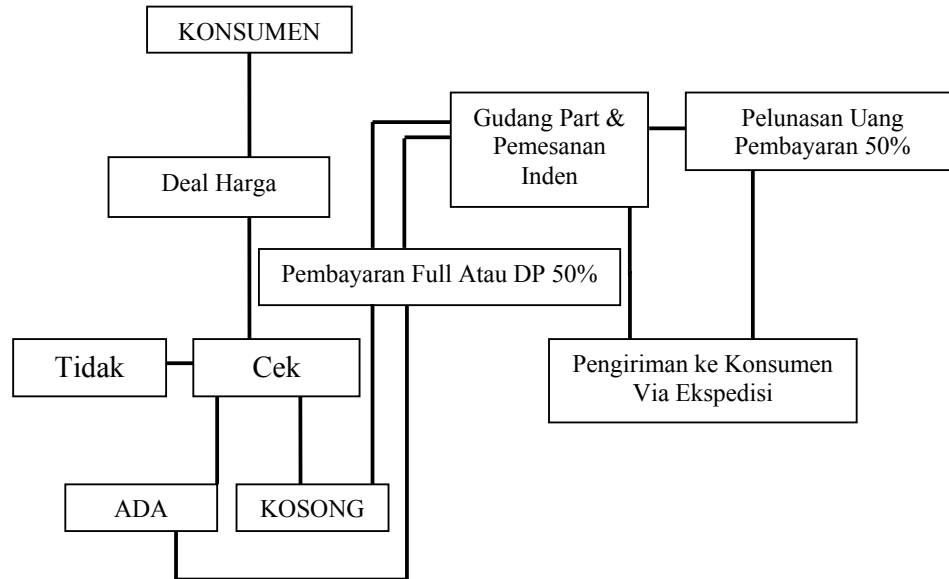 KONSUMEN
Gudang Part &
Pemesanan
Inden
Pelunasan Uang
Pembayaran 50%
Deal Harga
Pembayaran Full Atau DP 50%
Tidak
Cek
Pengiriman ke Konsumen
Via Ekspedisi
ADA
KOSONG